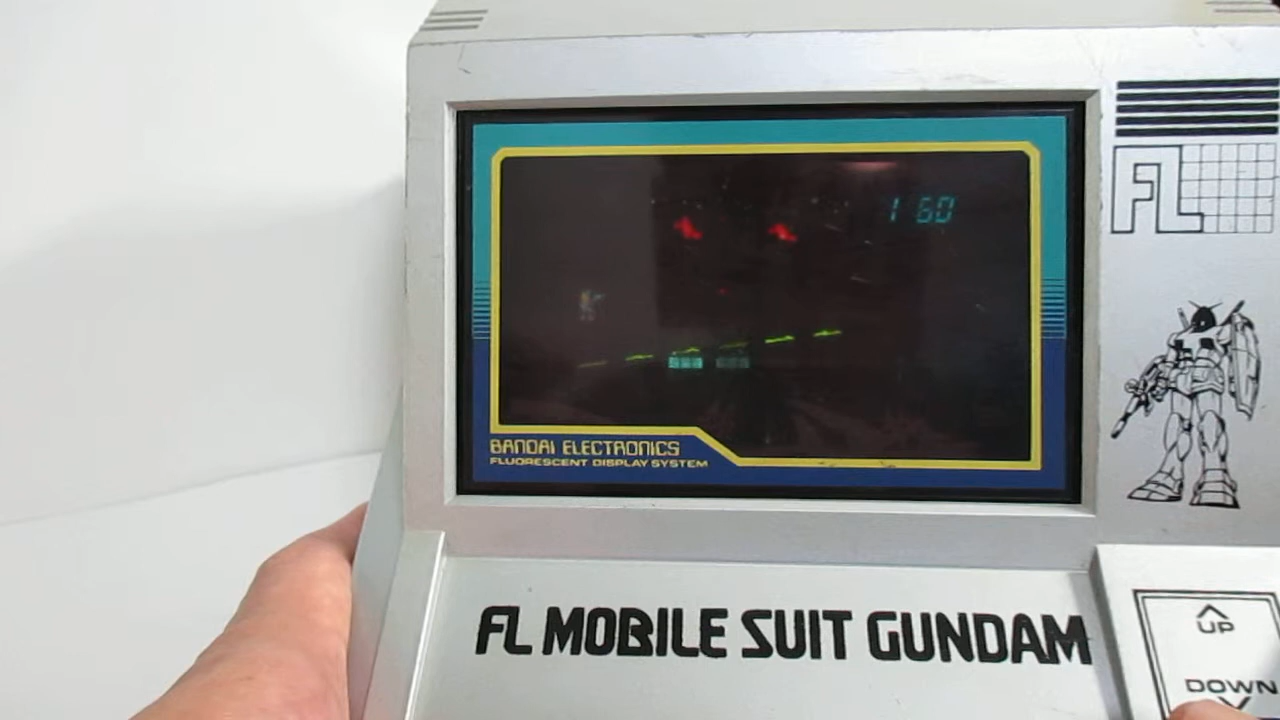 1 60
FL
BANDAI ELECTRONICS
FLUORESCENT DISPLAY SYSTEM
FL MOBILE SUIT GUNDAM
UP
DOWN